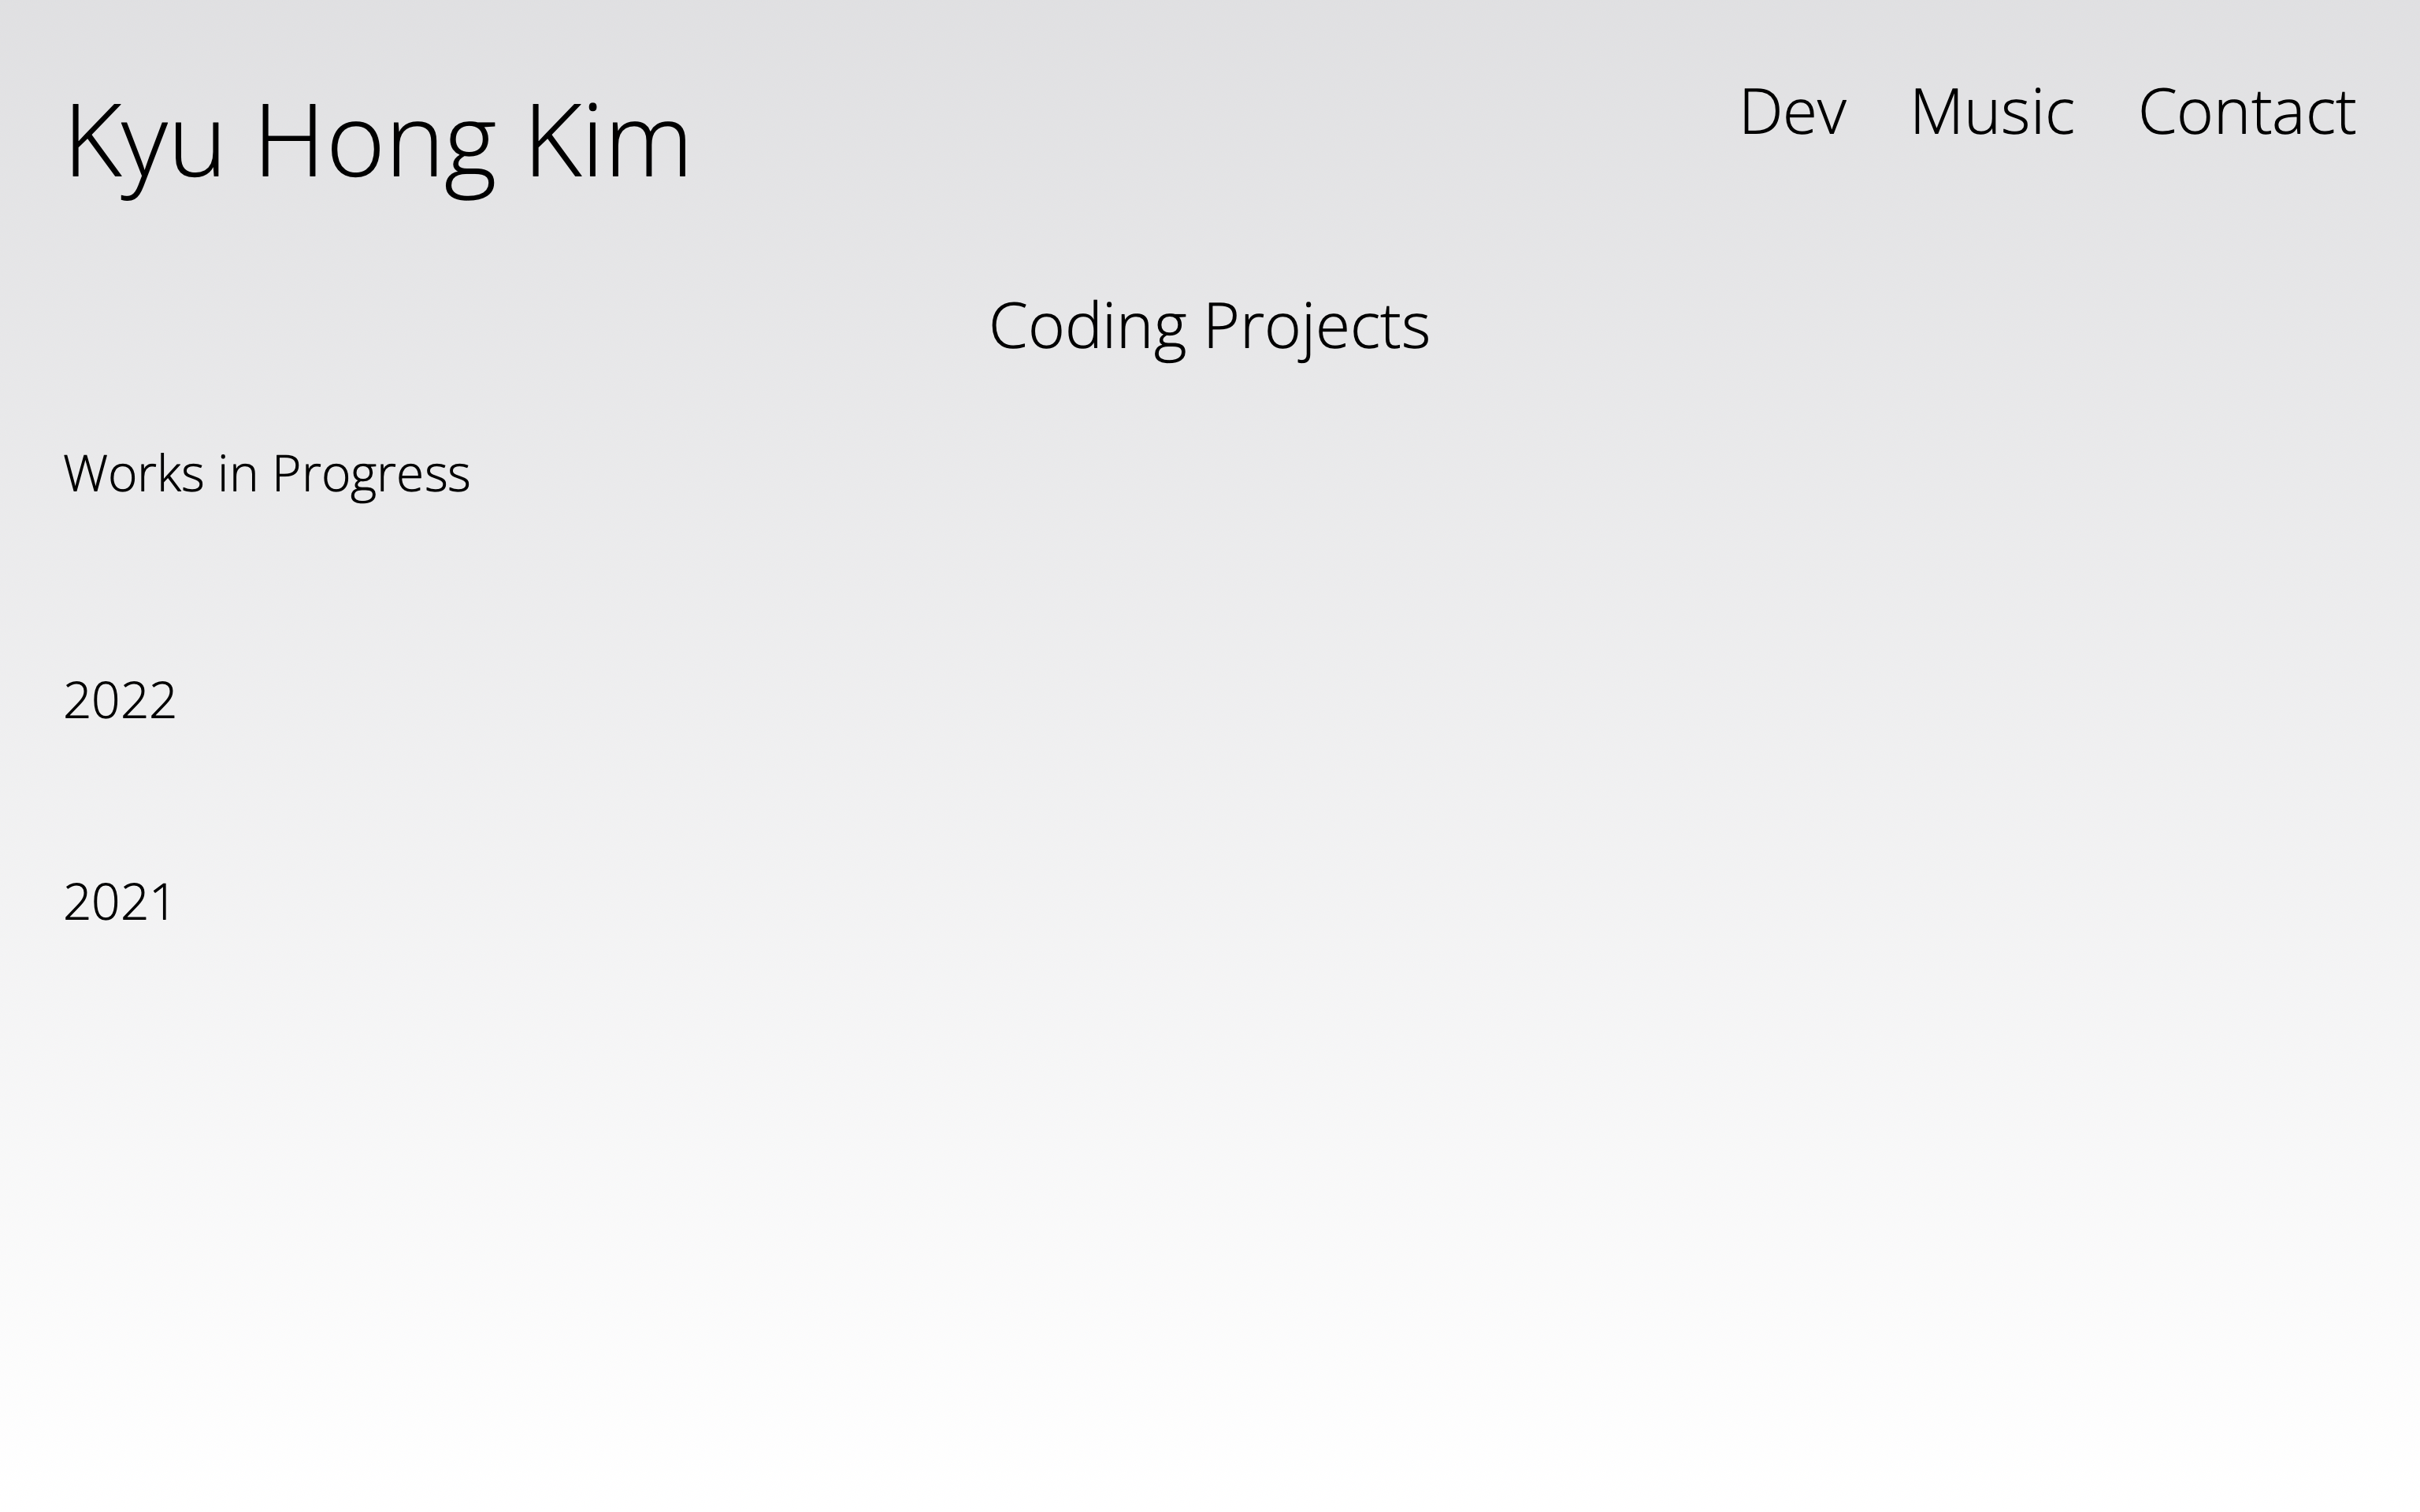 Kyu Hong Kim
Dev Music Contact
Coding Projects
Works in Progress
2022
2021